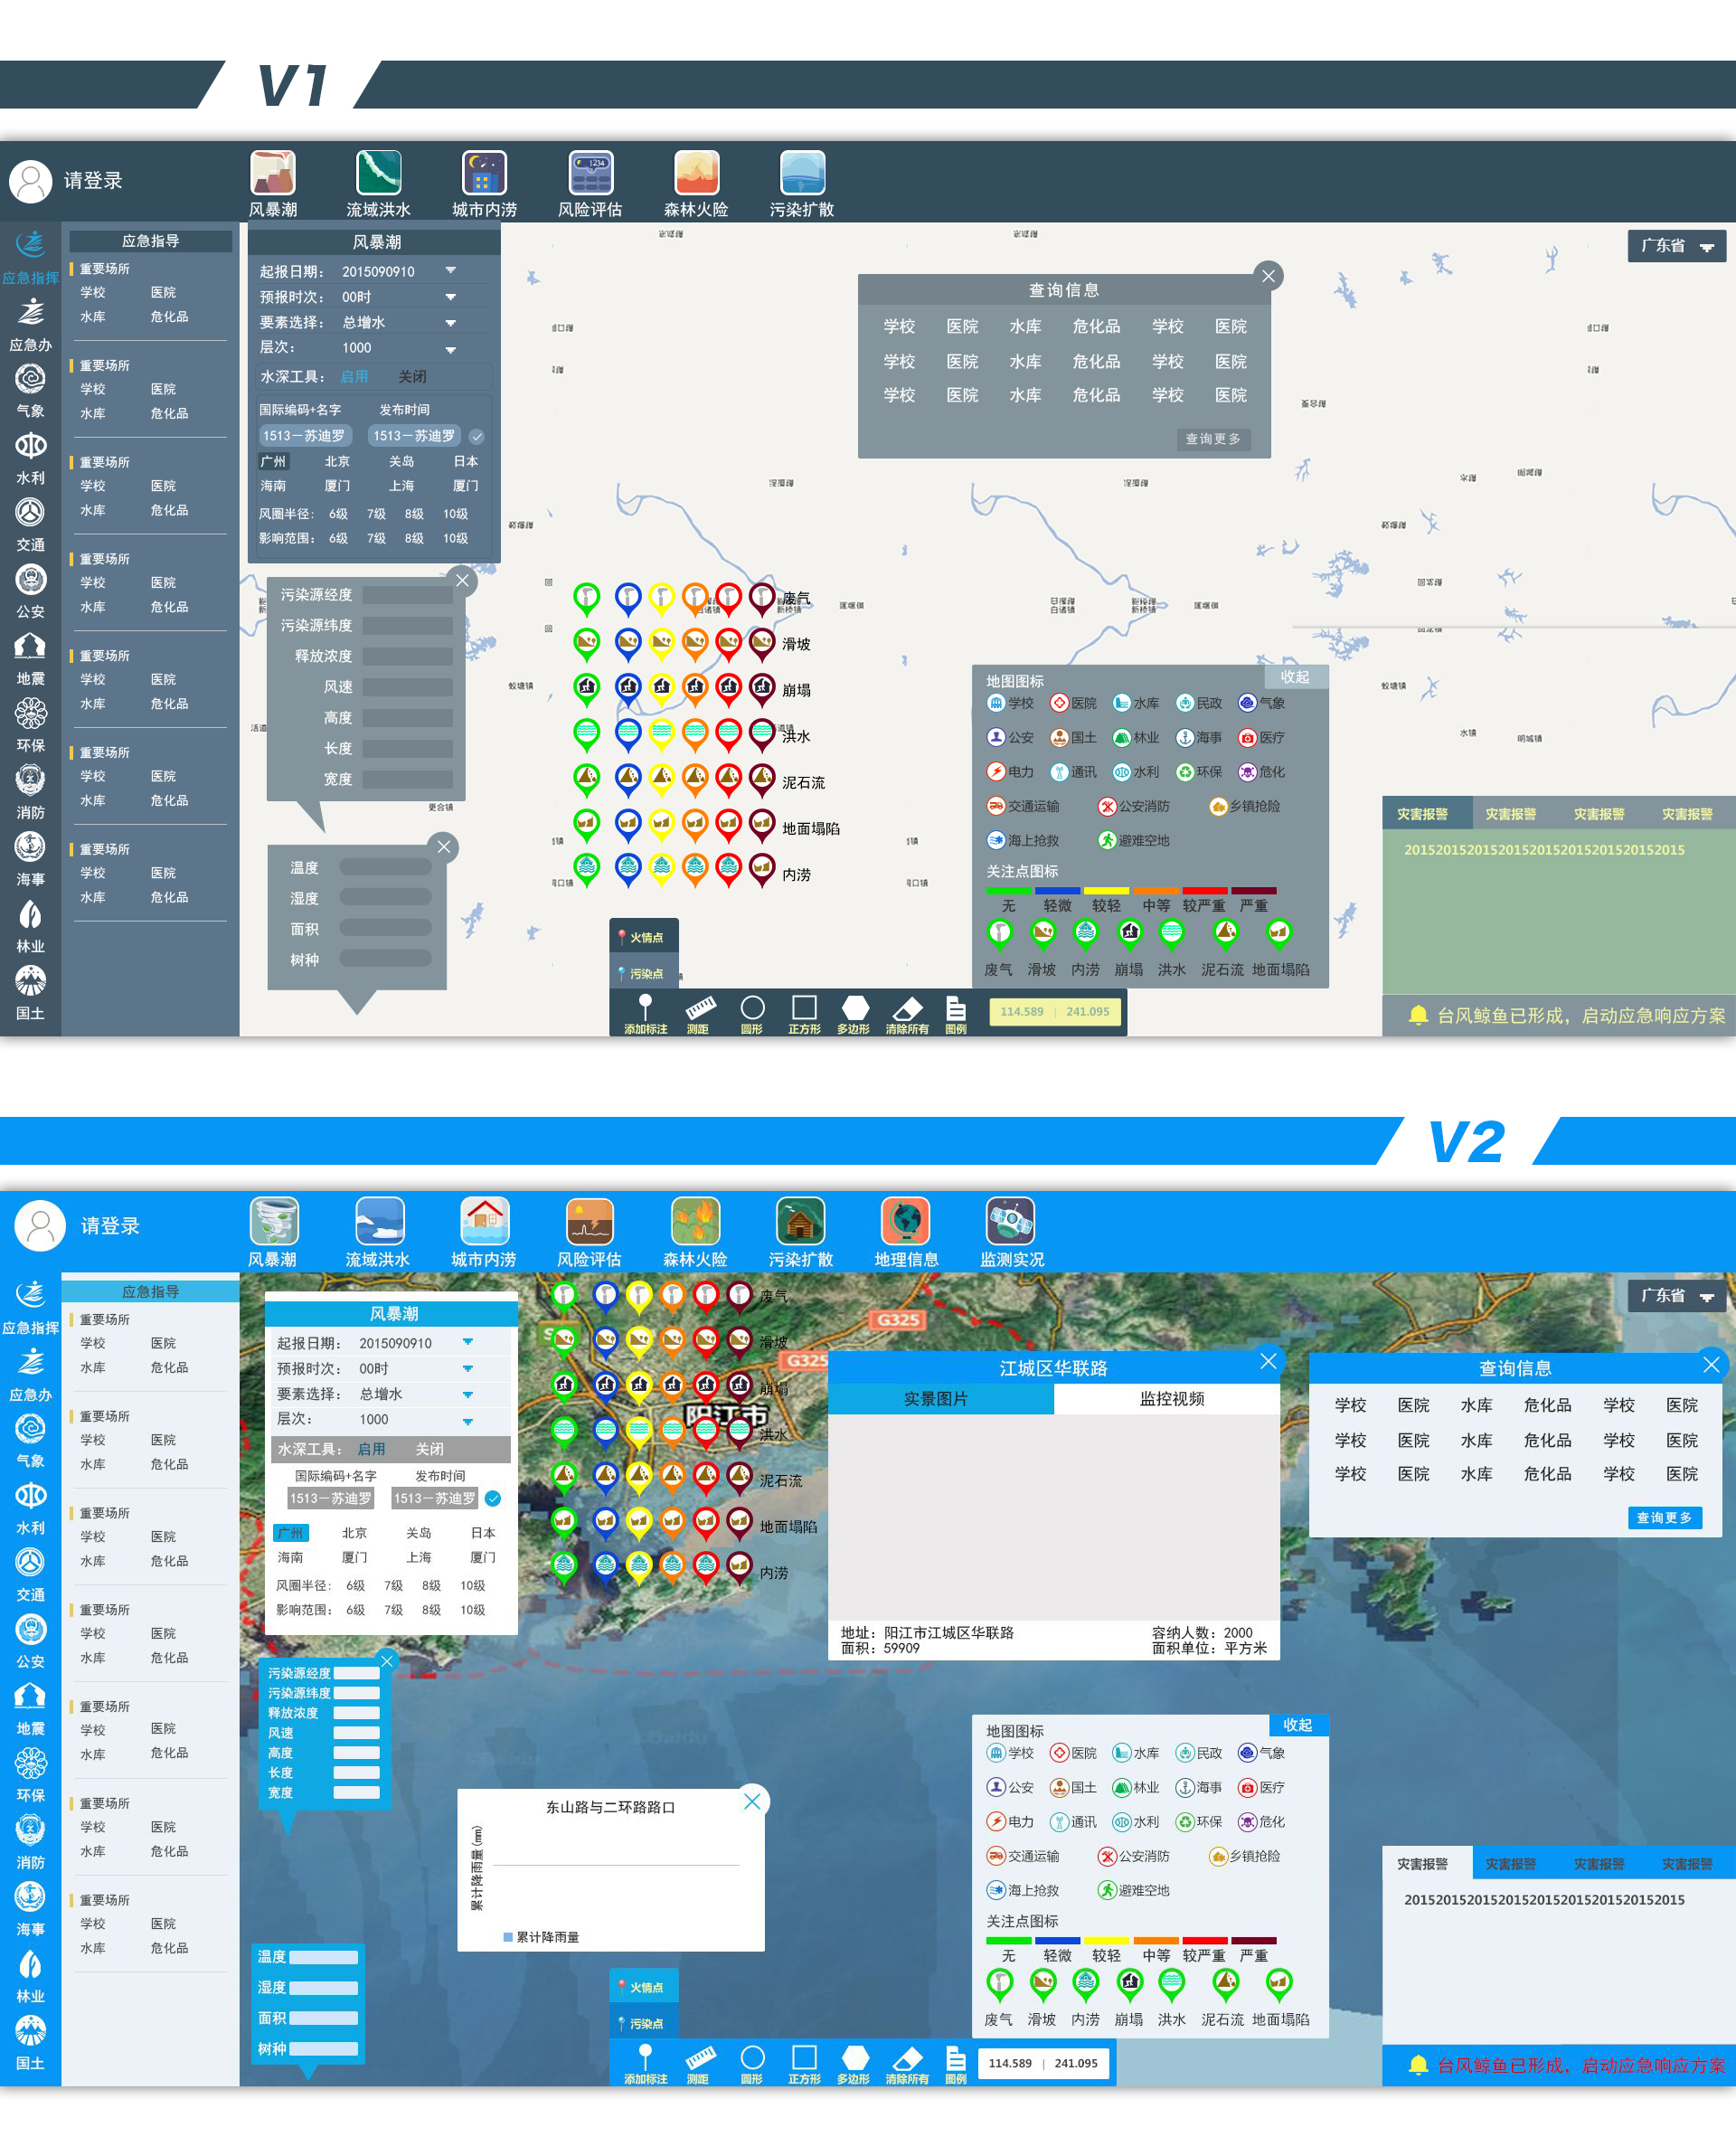 V1
请登录
风暴潮 流域洪水 城市内涝 风险评估 森林火险 污染扩散
应急指挥
应急办
气象
水利
交通
公安
地震
环保
消防
海事
林业
国土
应急指导
重要场所
学校 医院
水库 危化品
重要场所
学校 医院
水库 危化品
重要场所
学校 医院
水库 危化品
重要场所
学校 医院
水库 危化品
重要场所
学校 医院
水库 危化品
重要场所
学校 医院
水库 危化品
重要场所
学校 医院
水库 危化品
风暴潮
起报日期： 2015090910
预报时次： 00时
要素选择： 总增水
层次： 1000
水深工具： 启用 关闭
国际编码+名字 发布时间
1513－苏迪罗 1513－苏迪罗
广州 北京 关岛 日本
海南 厦门 上海 厦门
风圈半径： 6级 7级 8级 10级
影响范围： 6级 7级 8级 10级
污染源经度
污染源纬度
释放浓度
风速
高度
长度
宽度
温度
湿度
面积
树种
废气
滑坡
崩塌
洪水
泥石流
地面塌陷
内涝
火情点
污染点
添加标注 测距 圆形 正方形 多边形 清除所有 图例 114.589 | 241.095
广东省
查询信息
学校 医院 水库 危化品 学校 医院
学校 医院 水库 危化品 学校 医院
学校 医院 水库 危化品 学校 医院
查询更多
白诸镇
新桥镇
蛟塘镇
更合镇
水镇
明城镇
收起
地图图标
学校 医院 水库 民政 气象
公安 国土 林业 海事 医疗
电力 通讯 水利 环保 危化
交通运输 公安消防 乡镇抢险
海上抢救 避难空地
关注点图标
无 轻微 较轻 中等 较严重 严重
废气 滑坡 内涝 崩塌 洪水 泥石流 地面塌陷
灾害报警 灾害报警 灾害报警 灾害报警
201520152015201520152015201520152015
台风鲸鱼已形成，启动应急响应方案
V2
请登录
风暴潮 流域洪水 城市内涝 风险评估 森林火险 污染扩散 地理信息 监测实况
应急指挥
应急办
气象
水利
交通
公安
地震
环保
消防
海事
林业
国土
应急指导
重要场所
学校 医院
水库 危化品
重要场所
学校 医院
水库 危化品
重要场所
学校 医院
水库 危化品
重要场所
学校 医院
水库 危化品
重要场所
学校 医院
水库 危化品
重要场所
学校 医院
水库 危化品
重要场所
学校 医院
水库 危化品
风暴潮
起报日期： 2015090910
预报时次： 00时
要素选择： 总增水
层次： 1000
水深工具： 启用 关闭
国际编码+名字 发布时间
1513－苏迪罗 1513－苏迪罗
广州 北京 关岛 日本
海南 厦门 上海 厦门
风圈半径： 6级 7级 8级 10级
影响范围： 6级 7级 8级 10级
污染源经度
污染源纬度
释放浓度
风速
高度
长度
宽度
温度
湿度
面积
树种
废气
滑坡
崩塌
洪水
泥石流
地面塌陷
内涝
G325
G325
阳江市
江城区华联路
实景图片 监控视频
地址：阳江市江城区华联路 容纳人数：2000
面积：59909 面积单位：平方米
广东省
查询信息
学校 医院 水库 危化品 学校 医院
学校 医院 水库 危化品 学校 医院
学校 医院 水库 危化品 学校 医院
查询更多
东山路与二环路路口
累计降雨量(mm)
累计降雨量
火情点
污染点
添加标注 测距 圆形 正方形 多边形 清除所有 图例 114.589 | 241.095
收起
地图图标
学校 医院 水库 民政 气象
公安 国土 林业 海事 医疗
电力 通讯 水利 环保 危化
交通运输 公安消防 乡镇抢险
海上抢救 避难空地
关注点图标
无 轻微 较轻 中等 较严重 严重
废气 滑坡 内涝 崩塌 洪水 泥石流 地面塌陷
灾害报警 灾害报警 灾害报警 灾害报警
201520152015201520152015201520152015
台风鲸鱼已形成，启动应急响应方案